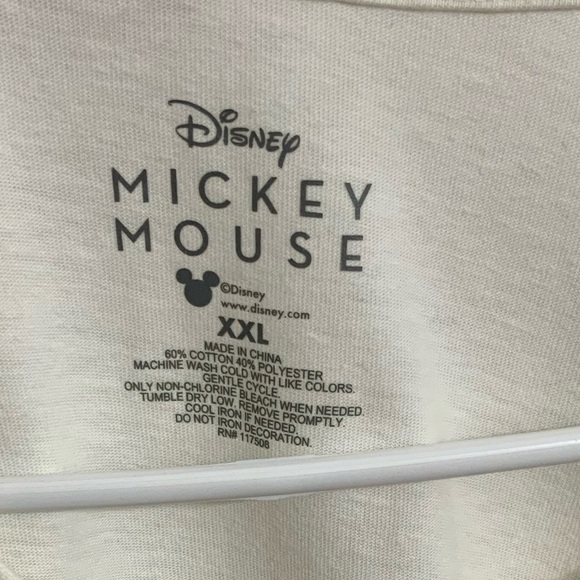 Disney
MICKEY
MOUSE
©Disney
www.disney.com
XXL
MADE IN CHINA
60% COTTON 40% POLYESTER
MACHINE WASH COLD WITH LIKE COLORS.
GENTLE CYCLE.
ONLY NON-CHLORINE BLEACH WHEN NEEDED.
TUMBLE DRY LOW. REMOVE PROMPTLY.
COOL IRON IF NEEDED.
DO NOT IRON DECORATION.
RN# 117508